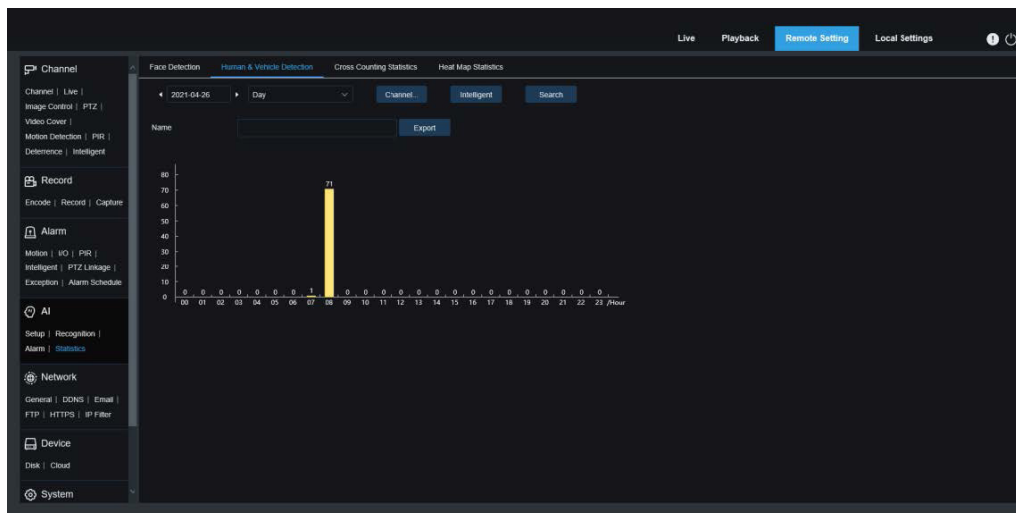 Live Playback Remote Setting Local Settings
Channel
Channel | Live |
Image Control | PTZ |
Video Cover |
Motion Detection | PIR |
Deterrence | Intelligent
Record
Encode | Record | Capture
Alarm
Motion | I/O | PIR |
Intelligent | PTZ Linkage |
Exception | Alarm Schedule
AI
Setup | Recognition |
Alarm | Statistics
Network
General | DDNS | Email |
FTP | HTTPS | IP Filter
Device
Disk | Cloud
System
Face Detection Human & Vehicle Detection Cross Counting Statistics Heat Map Statistics
2021-04-26 Day Channel... Intelligent Search
Name Export
80
70
60
50
40
30
20
10
0
0 0 0 0 0 0 0 1 71 0 0 0 0 0 0 0 0 0 0 0 0 0 0 0
00 01 02 03 04 05 06 07 08 09 10 11 12 13 14 15 16 17 18 19 20 21 22 23 /Hour